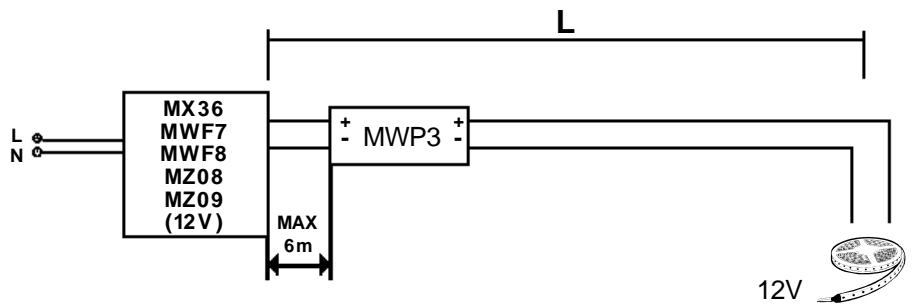 L
L
N
MX36
MWF7
MWF8
MZ08
MZ09
(12V)
+ +
- MWP3 -
MAX
6m
12V